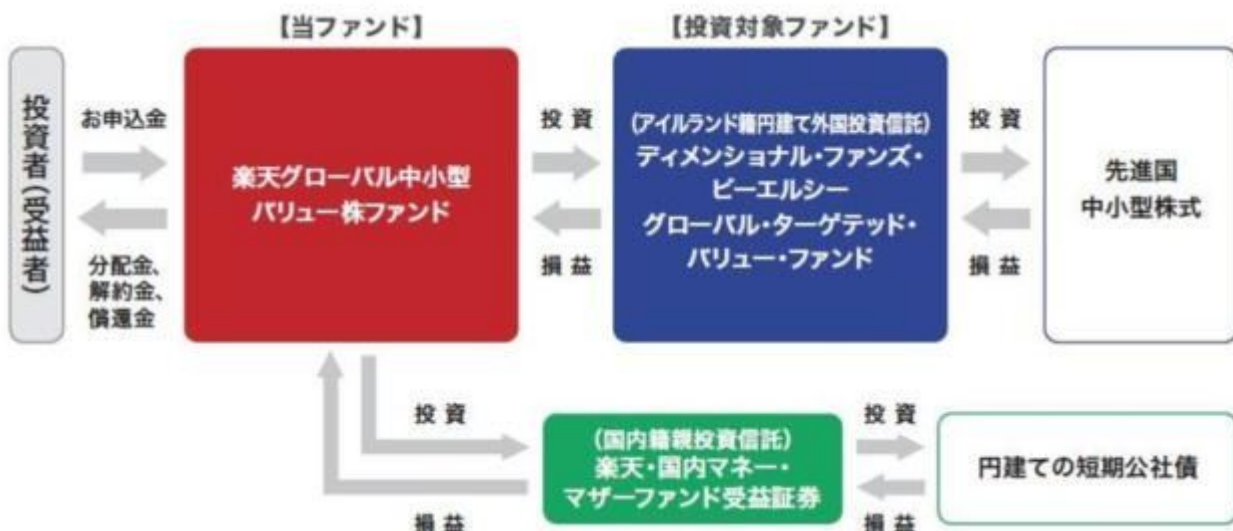 【当ファンド】
【投資対象ファンド】
投資者(受益者)
お申込金
分配金、
解約金、
償還金
楽天グローバル中小型
バリュー株ファンド
投資
損益
(アイルランド籍円建て外国投資信託)
ディメンショナル・ファンズ・
ピーエルシー
グローバル・ターゲテッド・
バリュー・ファンド
投資
損益
先進国
中小型株式
投資
損益
(国内籍親投資信託)
楽天・国内マネー・
マザーファンド受益証券
投資
損益
円建ての短期公社債